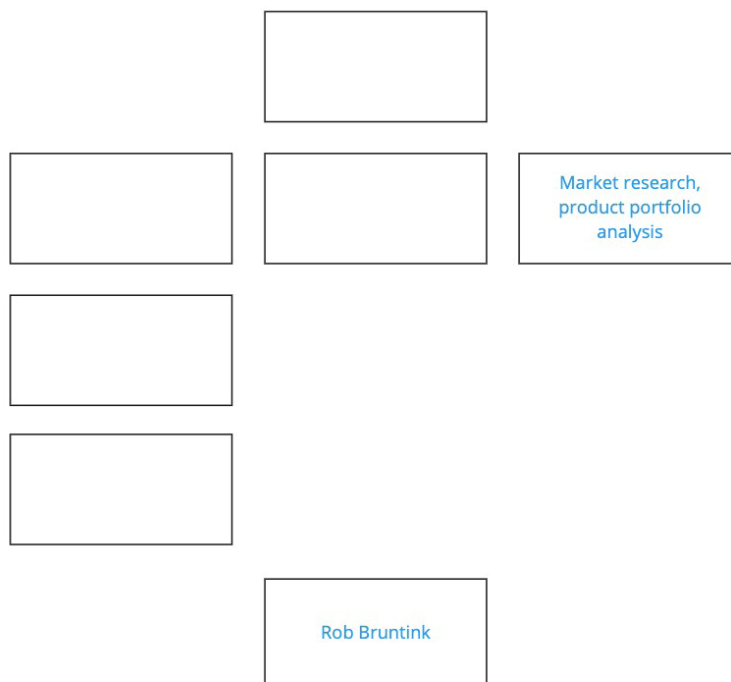 Market research,
product portfolio
analysis
Rob Bruntink